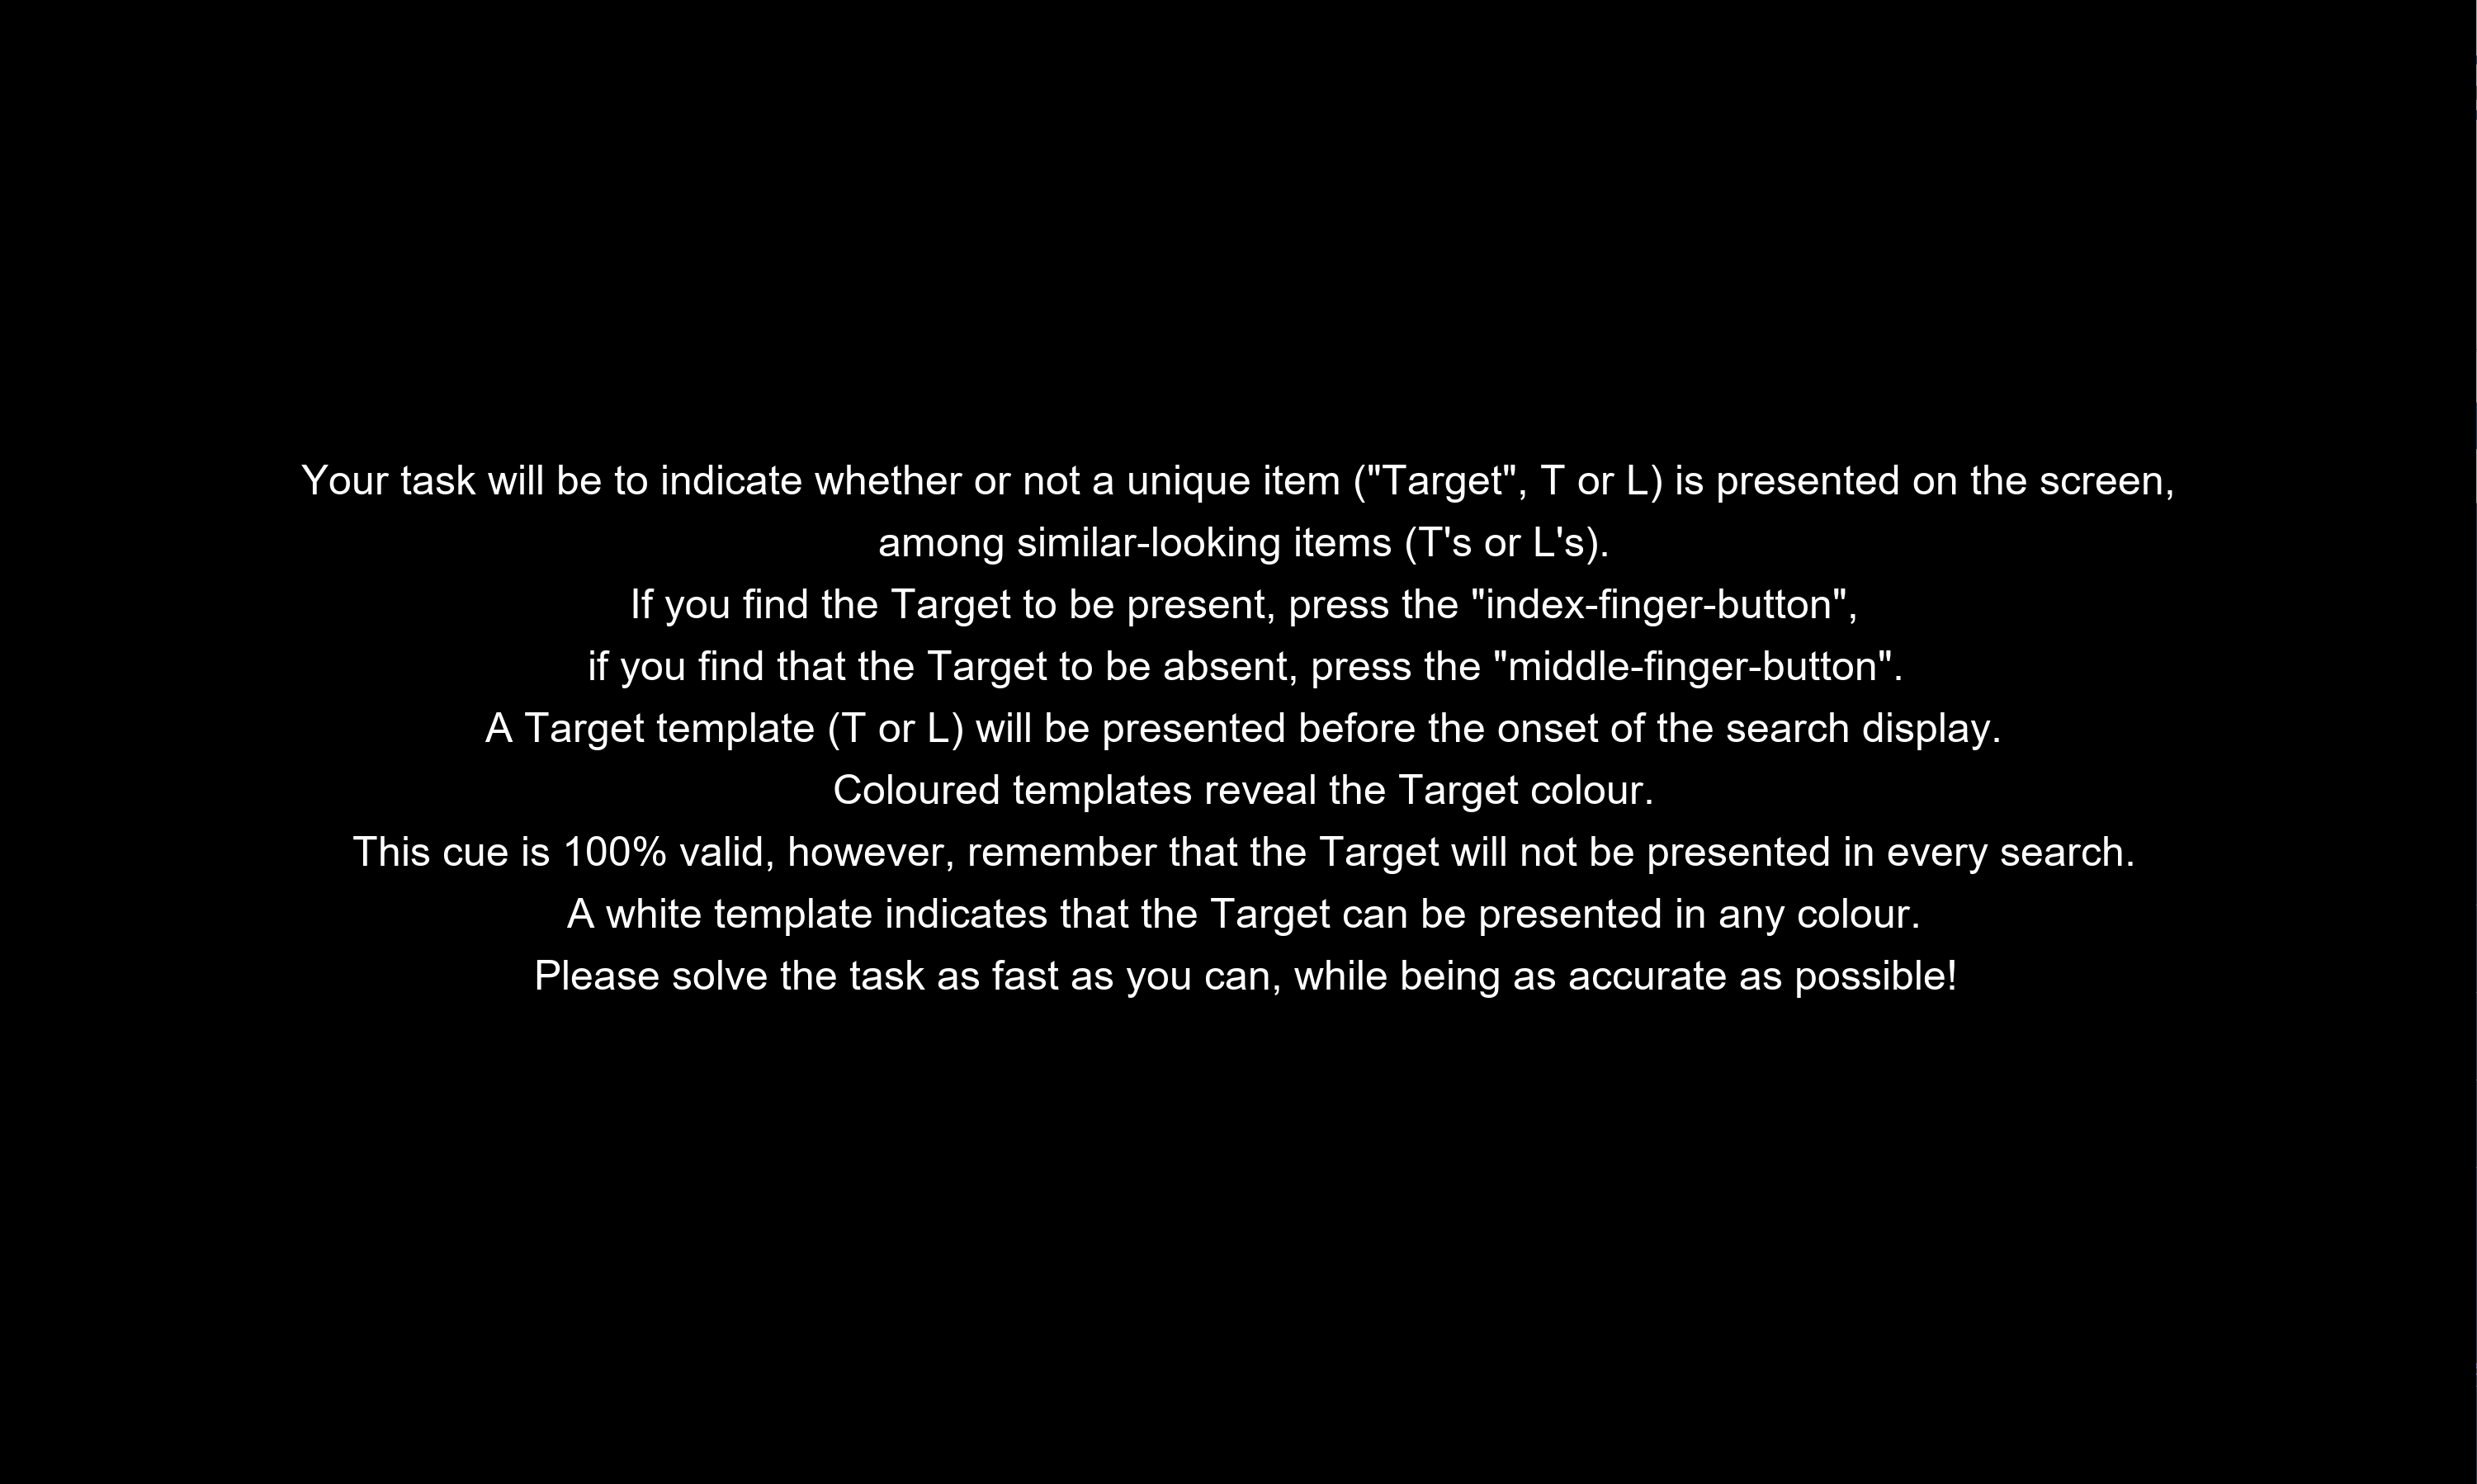 Your task will be to indicate whether or not a unique item ("Target", T or L) is presented on the screen,
among similar-looking items (T's or L's).
If you find the Target to be present, press the "index-finger-button",
if you find that the Target to be absent, press the "middle-finger-button".
A Target template (T or L) will be presented before the onset of the search display.
Coloured templates reveal the Target colour.
This cue is 100% valid, however, remember that the Target will not be presented in every search.
A white template indicates that the Target can be presented in any colour.
Please solve the task as fast as you can, while being as accurate as possible!